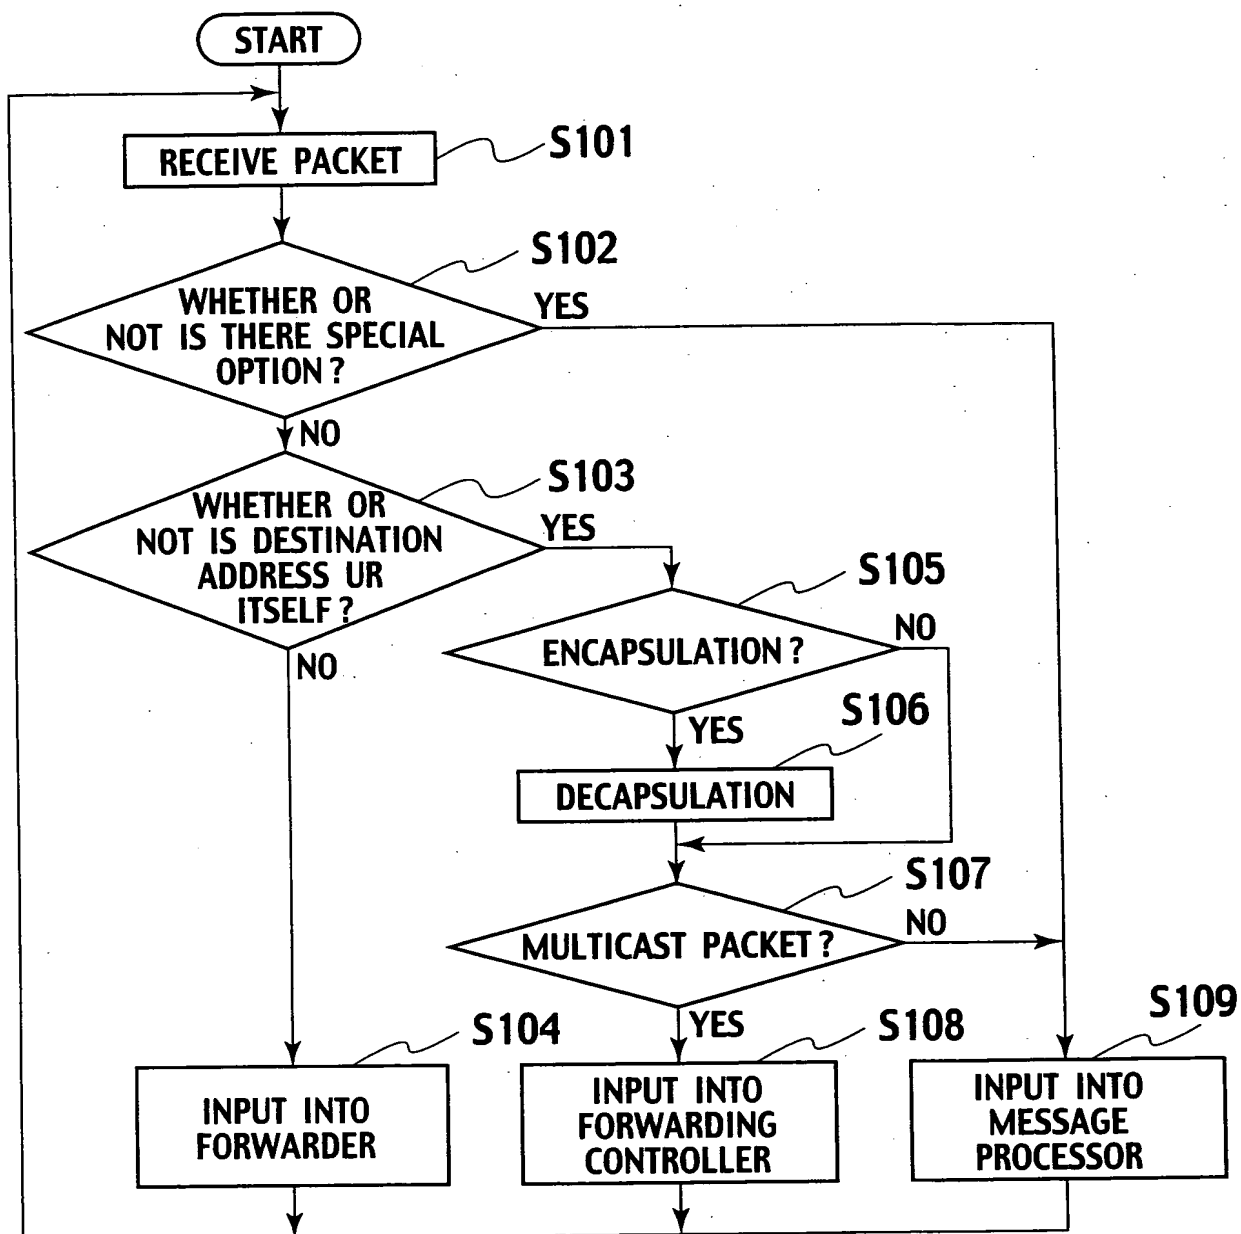 START
RECEIVE PACKET
S101
S102
WHETHER OR
NOT IS THERE SPECIAL
OPTION?
YES
NO
S103
WHETHER OR
NOT IS DESTINATION
ADDRESS UR
ITSELF?
YES
NO
S105
ENCAPSULATION?
NO
YES
S106
DECAPSULATION
S107
MULTICAST PACKET?
NO
YES
S104
INPUT INTO
FORWARDER
S108
INPUT INTO
FORWARDING
CONTROLLER
S109
INPUT INTO
MESSAGE
PROCESSOR